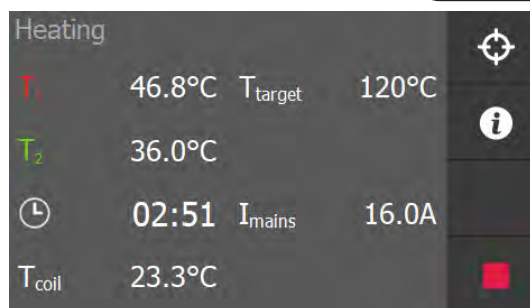 Heating
T₁ 46.8°C Ttarget 120°C
T₂ 36.0°C
02:51 Imains 16.0A
Tcoil 23.3°C
i